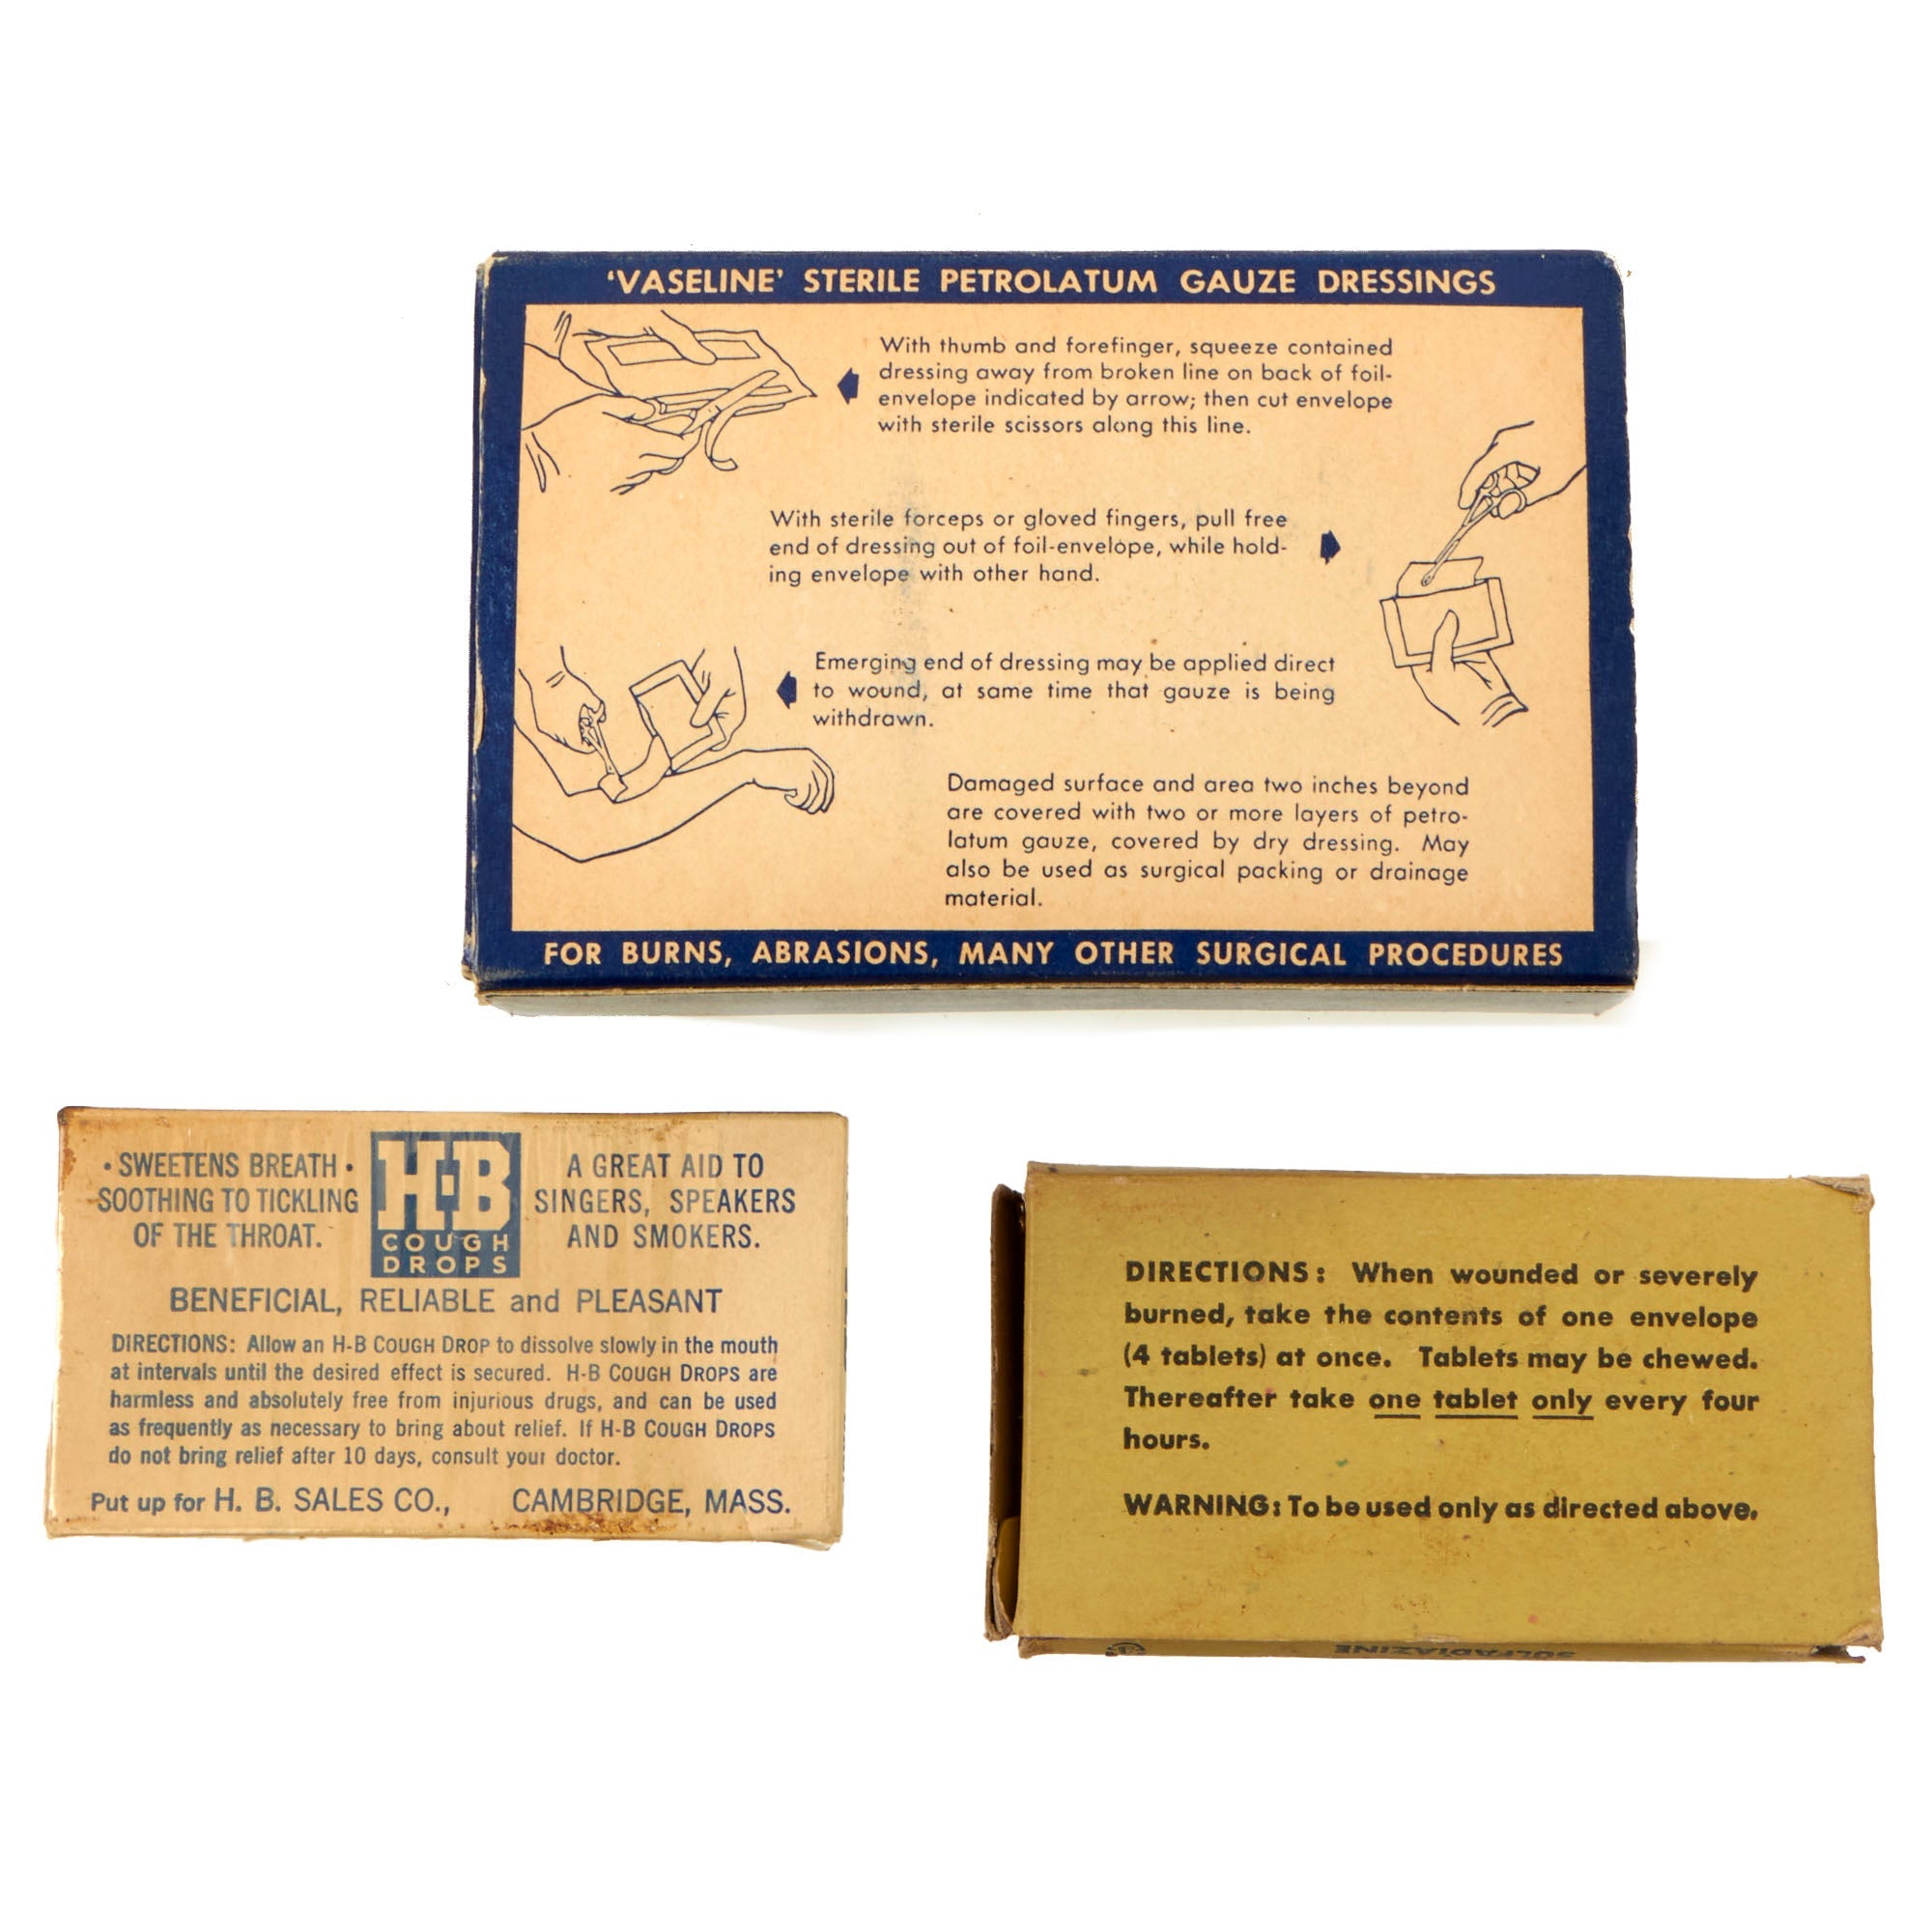 'VASELINE' STERILE PETROLATUM GAUZE DRESSINGS
With thumb and forefinger, squeeze contained
dressing away from broken line on back of foil-
envelope indicated by arrow; then cut envelope
with sterile scissors along this line.
With sterile forceps or gloved fingers, pull free
end of dressing out of foil-envelope, while hold-
ing envelope with other hand.
Emerging end of dressing may be applied direct
to wound, at same time that gauze is being
withdrawn.
Damaged surface and area two inches beyond
are covered with two or more layers of petro-
latum gauze, covered by dry dressing. May
also be used as surgical packing or drainage
material.
FOR BURNS, ABRASIONS, MANY OTHER SURGICAL PROCEDURES
• SWEETENS BREATH •
SOOTHING TO TICKLING
OF THE THROAT.
H-B
COUGH
DROPS
A GREAT AID TO
SINGERS, SPEAKERS
AND SMOKERS.
BENEFICIAL, RELIABLE and PLEASANT
DIRECTIONS: Allow an H-B COUGH DROP to dissolve slowly in the mouth
at intervals until the desired effect is secured. H-B COUGH DROPS are
harmless and absolutely free from injurious drugs, and can be used
as frequently as necessary to bring about relief. If H-B COUGH DROPS
do not bring relief after 10 days, consult your doctor.
Put up for H. B. SALES CO., CAMBRIDGE, MASS.
DIRECTIONS: When wounded or severely
burned, take the contents of one envelope
(4 tablets) at once. Tablets may be chewed.
Thereafter take one tablet only every four
hours.
WARNING: To be used only as directed above.
SULFADIAZINE